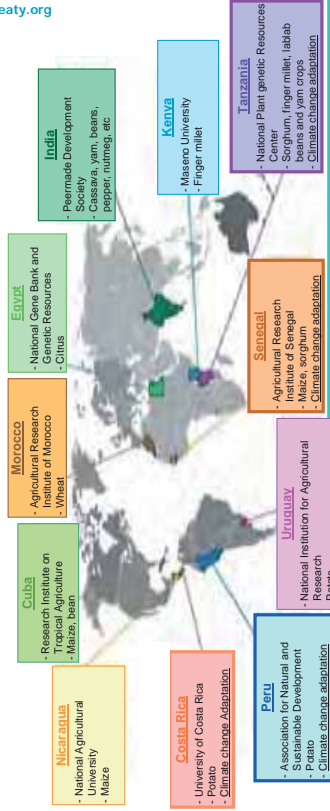 eaty.org
Nicaragua
- National Agricultural
University
- Maize
Cuba
- Research Institute on
Tropical Agriculture
- Maize, bean
Morocco
- Agricultural Research
Institute of Morocco
- Wheat
Egypt
- National Gene Bank and
Genetic Resources
- Citrus
India
- Peermade Development
Society
- Cassava, yam, beans,
pepper, nutmeg, etc
Kenya
- Maseno University
- Finger millet
Tanzania
- National Plant genetic Resources
Center
- Sorghum, finger millet, lablab
beans and yam crops
- Climate change adaptation
Costa Rica
- University of Costa Rica
- Potato
- Climate change Adaptation
Peru
- Association for Natural and
Sustainable Development
- Potato
- Climate change adaptation
Uruguay
- National Institution for Agricultural
Research
- Potato
Senegal
- Agricultural Research
Institute of Senegal
- Maize, sorghum
- Climate change adaptation